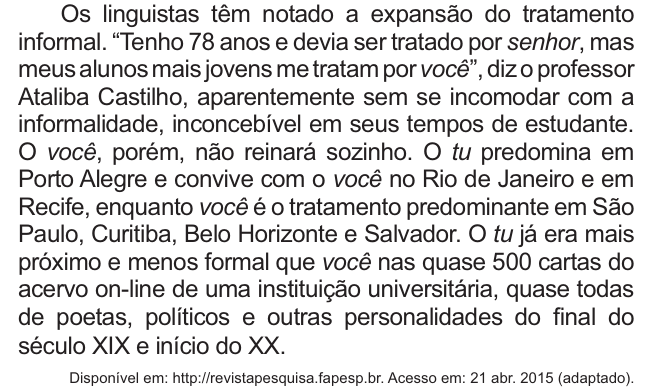 Os linguistas têm notado a expansão do tratamento
informal. “Tenho 78 anos e devia ser tratado por senhor, mas
meus alunos mais jovens me tratam por você”, diz o professor
Ataliba Castilho, aparentemente sem se incomodar com a
informalidade, inconcebível em seus tempos de estudante.
O você, porém, não reinará sozinho. O tu predomina em
Porto Alegre e convive com o você no Rio de Janeiro e em
Recife, enquanto você é o tratamento predominante em São
Paulo, Curitiba, Belo Horizonte e Salvador. O tu já era mais
próximo e menos formal que você nas quase 500 cartas do
acervo on-line de uma instituição universitária, quase todas
de poetas, políticos e outras personalidades do final do
século XIX e início do XX.
Disponível em: http://revistapesquisa.fapesp.br. Acesso em: 21 abr. 2015 (adaptado).